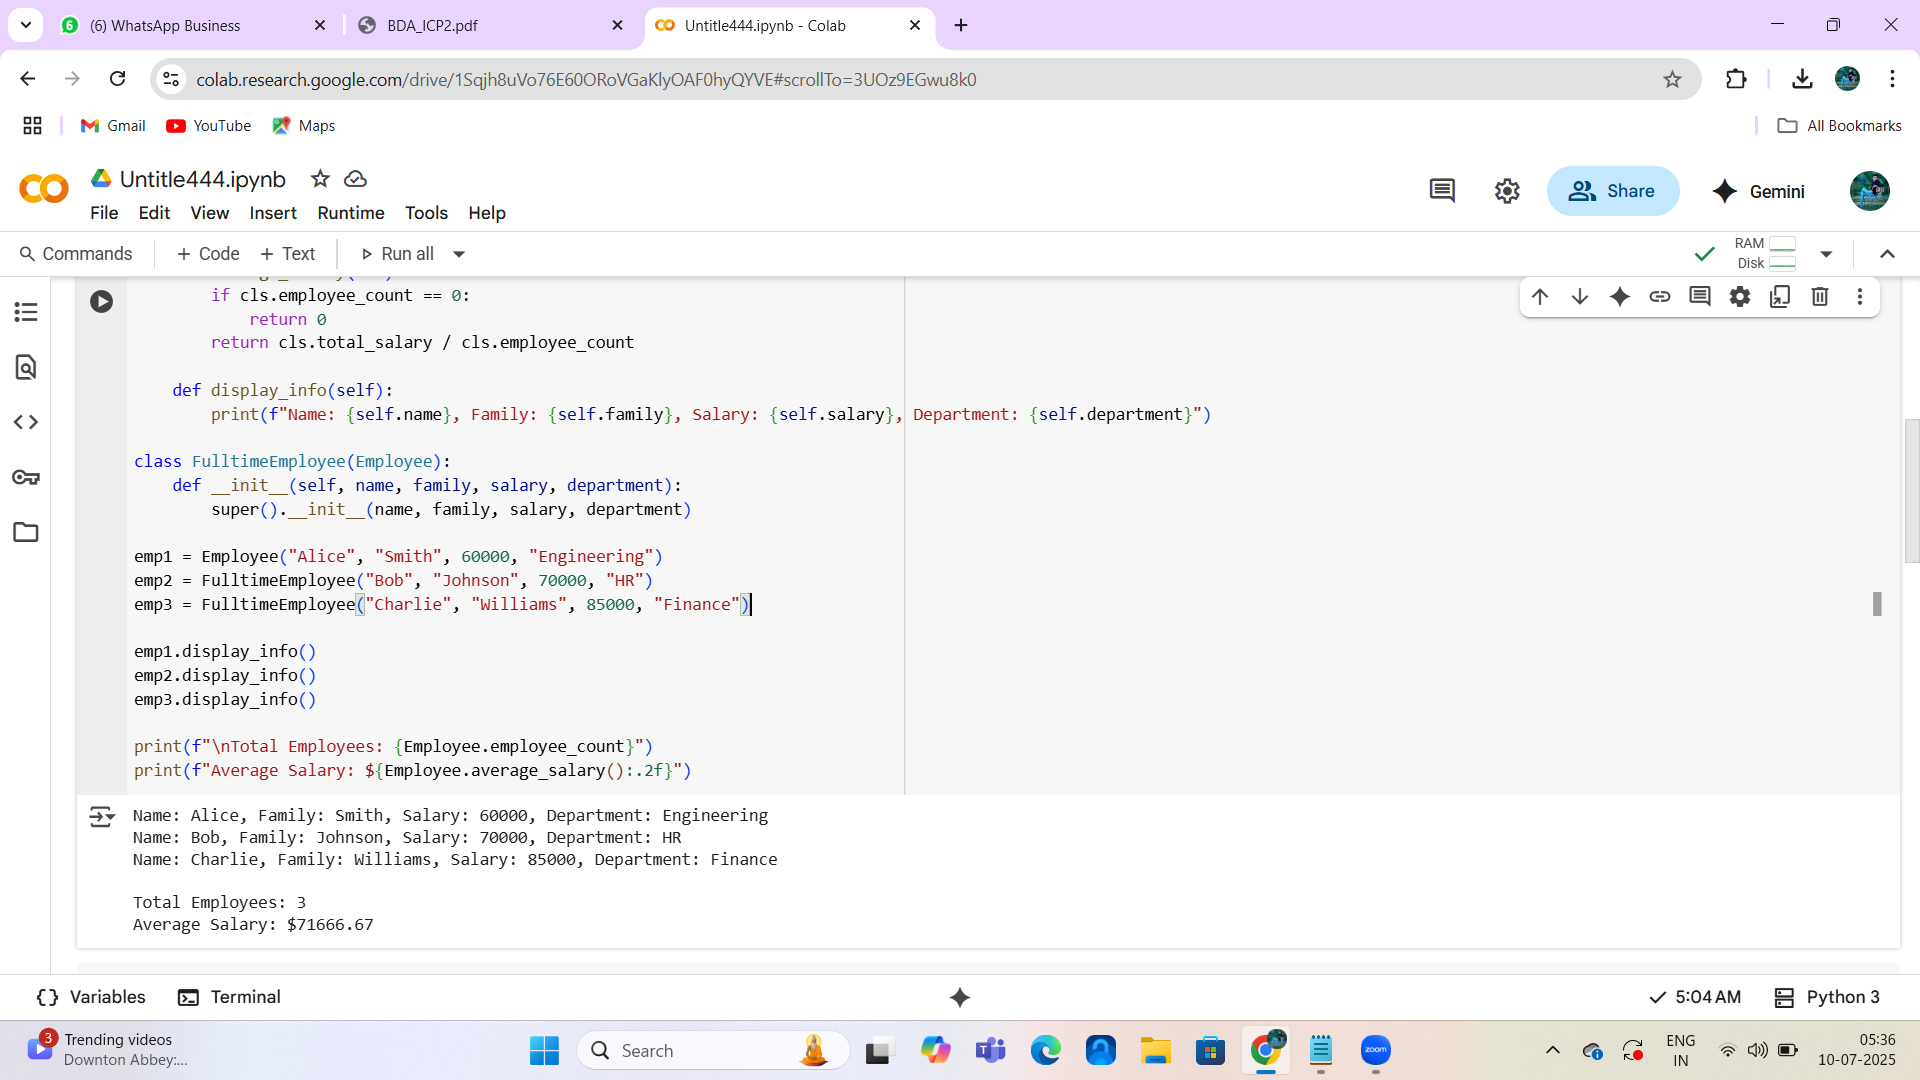 (6) WhatsApp Business
BDA_ICP2.pdf
Untitle444.ipynb - Colab
colab.research.google.com/drive/1Sqjh8uVo76E60ORoVGaKlyOAF0hyQYVE#scrollTo=3UOz9EGwu8k0
Gmail YouTube Maps All Bookmarks
Untitle444.ipynb
File Edit View Insert Runtime Tools Help
Share Gemini
Commands + Code + Text Run all
RAM
Disk
if cls.employee_count == 0:
return 0
return cls.total_salary / cls.employee_count
def display_info(self):
print(f"Name: {self.name}, Family: {self.family}, Salary: {self.salary}, Department: {self.department}")
class FulltimeEmployee(Employee):
def __init__(self, name, family, salary, department):
super().__init__(name, family, salary, department)
emp1 = Employee("Alice", "Smith", 60000, "Engineering")
emp2 = FulltimeEmployee("Bob", "Johnson", 70000, "HR")
emp3 = FulltimeEmployee("Charlie", "Williams", 85000, "Finance")
emp1.display_info()
emp2.display_info()
emp3.display_info()
print(f"\nTotal Employees: {Employee.employee_count}")
print(f"Average Salary: ${Employee.average_salary():.2f}")
Name: Alice, Family: Smith, Salary: 60000, Department: Engineering
Name: Bob, Family: Johnson, Salary: 70000, Department: HR
Name: Charlie, Family: Williams, Salary: 85000, Department: Finance
Total Employees: 3
Average Salary: $71666.67
Variables Terminal
5:04 AM Python 3
3
Trending videos
Downton Abbey:...
Search
zoom
ENG
IN
05:36
10-07-2025